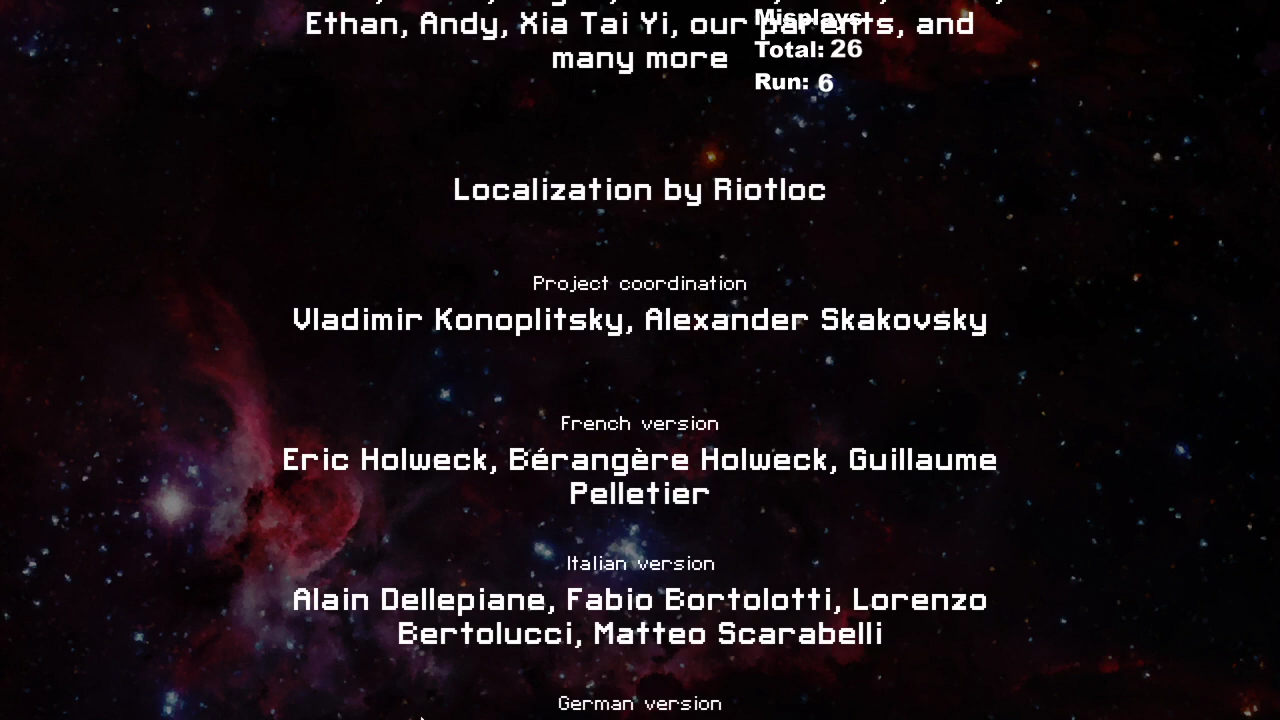 Ethan, Andy, Xia Tai Yi, our parents, and
many more
Misplays
Total: 26
Run: 6
Localization by Riotloc
Project coordination
Vladimir Konoplitsky, Alexander Skakovsky
French version
Eric Holweck, Bérangère Holweck, Guillaume
Pelletier
Italian version
Alain Dellepiane, Fabio Bortolotti, Lorenzo
Bertolucci, Matteo Scarabelli
German version